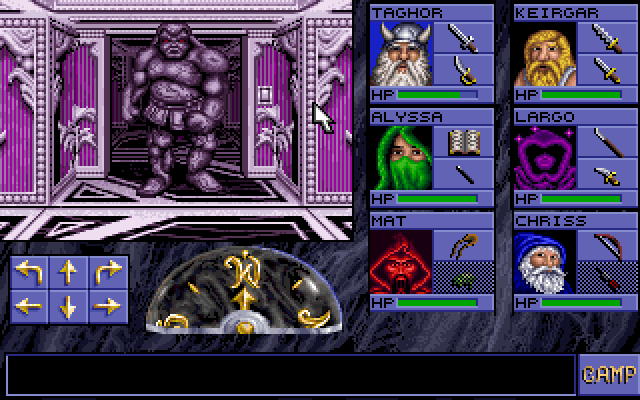 TAGHOR KEIRGAR
HP HP
ALYSSA LARGO
HP HP
MAT CHRISS
HP HP
N
CAMP